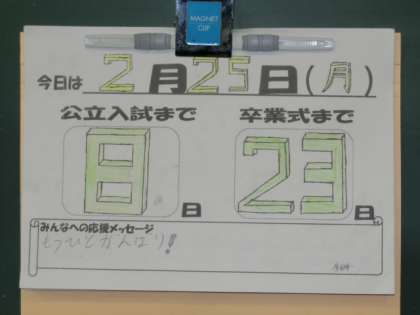 MAGNET
CLIP
今日は2月25日(月)
公立入試まで 卒業式まで
8日 23日
みんなへの応援メッセージ
もうひとがんばり!